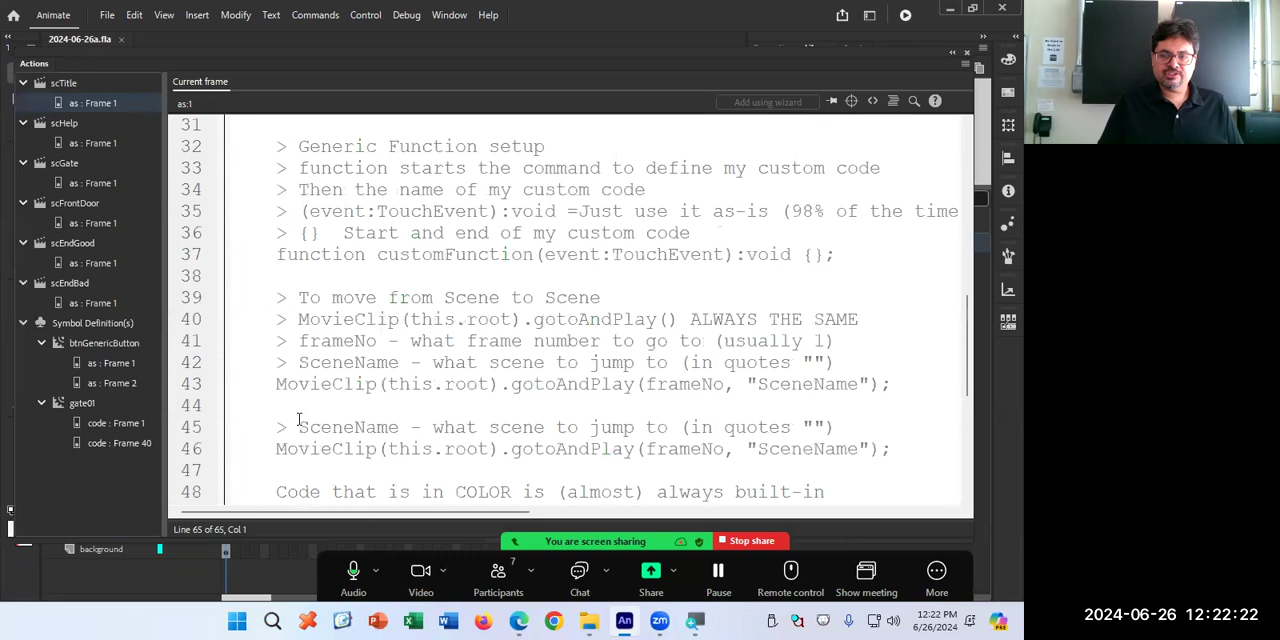 Animate File Edit View Insert Modify Text Commands Control Debug Window Help
2024-06-26a.fla ×
Actions
scTitle
as : Frame 1
scHelp
as : Frame 1
scGate
as : Frame 1
scFrontDoor
as : Frame 1
scEndGood
as : Frame 1
scEndBad
as : Frame 1
Symbol Definition(s)
btnGenericButton
as : Frame 1
as : Frame 2
gate01
code : Frame 1
code : Frame 40
Current frame
as:1
Add using wizard
31
32 > Generic Function setup
33 > function starts the command to define my custom code
34 > Then the name of my custom code
35 > (event:TouchEvent):void =Just use it as-is (98% of the time
36 > {} Start and end of my custom code
37 function customFunction(event:TouchEvent):void {};
38
39 > To move from Scene to Scene
40 > MovieClip(this.root).gotoAndPlay() ALWAYS THE SAME
41 > frameNo - what frame number to go to (usually 1)
42 > SceneName - what scene to jump to (in quotes "")
43 MovieClip(this.root).gotoAndPlay(frameNo, "SceneName");
44
45 > SceneName - what scene to jump to (in quotes "")
46 MovieClip(this.root).gotoAndPlay(frameNo, "SceneName");
47
48 Code that is in COLOR is (almost) always built-in
Line 65 of 65, Col 1
background
You are screen sharing Stop share
7
Audio Video Participants Chat Share Pause Remote control Show meeting More
12:22 PM
6/26/2024
2024-06-26 12:22:22